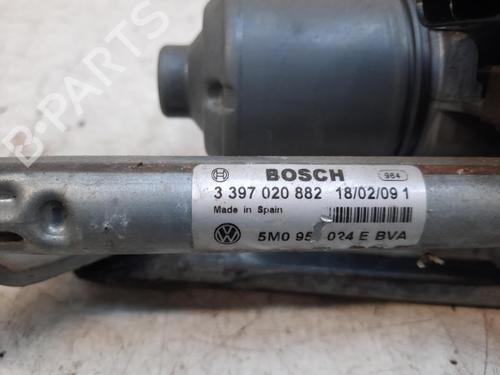 B-PARTS
BOSCH
964
3 397 020 882 18/02/09 1
Made in Spain
5M0 024 E BVA